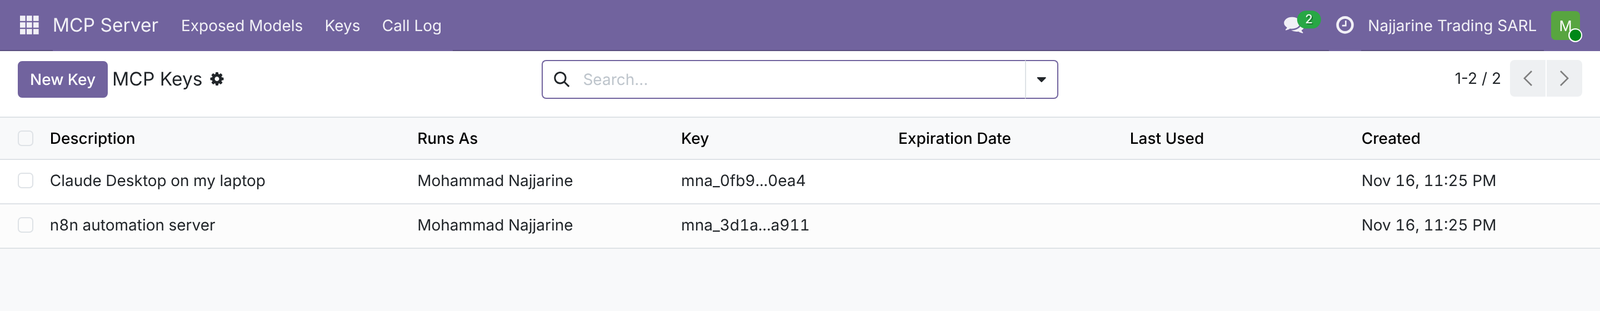 MCP Server Exposed Models Keys Call Log 2 Najjarine Trading SARL M
New Key MCP Keys Search... 1-2 / 2
Description Runs As Key Expiration Date Last Used Created
Claude Desktop on my laptop Mohammad Najjarine mna_0fb9...0ea4 Nov 16, 11:25 PM
n8n automation server Mohammad Najjarine mna_3d1a...a911 Nov 16, 11:25 PM